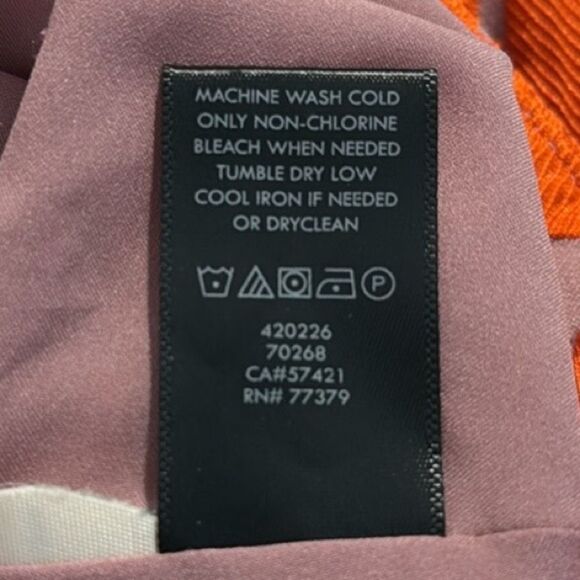 MACHINE WASH COLD
ONLY NON-CHLORINE
BLEACH WHEN NEEDED
TUMBLE DRY LOW
COOL IRON IF NEEDED
OR DRYCLEAN
P
420226
70268
CA#57421
RN# 77379